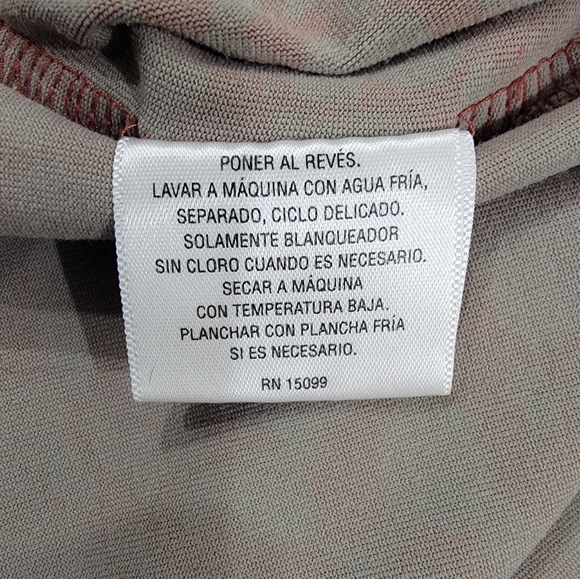 PONER AL REVÉS.
LAVAR A MÁQUINA CON AGUA FRÍA,
SEPARADO, CICLO DELICADO.
SOLAMENTE BLANQUEADOR
SIN CLORO CUANDO ES NECESARIO.
SECAR A MÁQUINA
CON TEMPERATURA BAJA.
PLANCHAR CON PLANCHA FRÍA
SI ES NECESARIO.
RN 15099